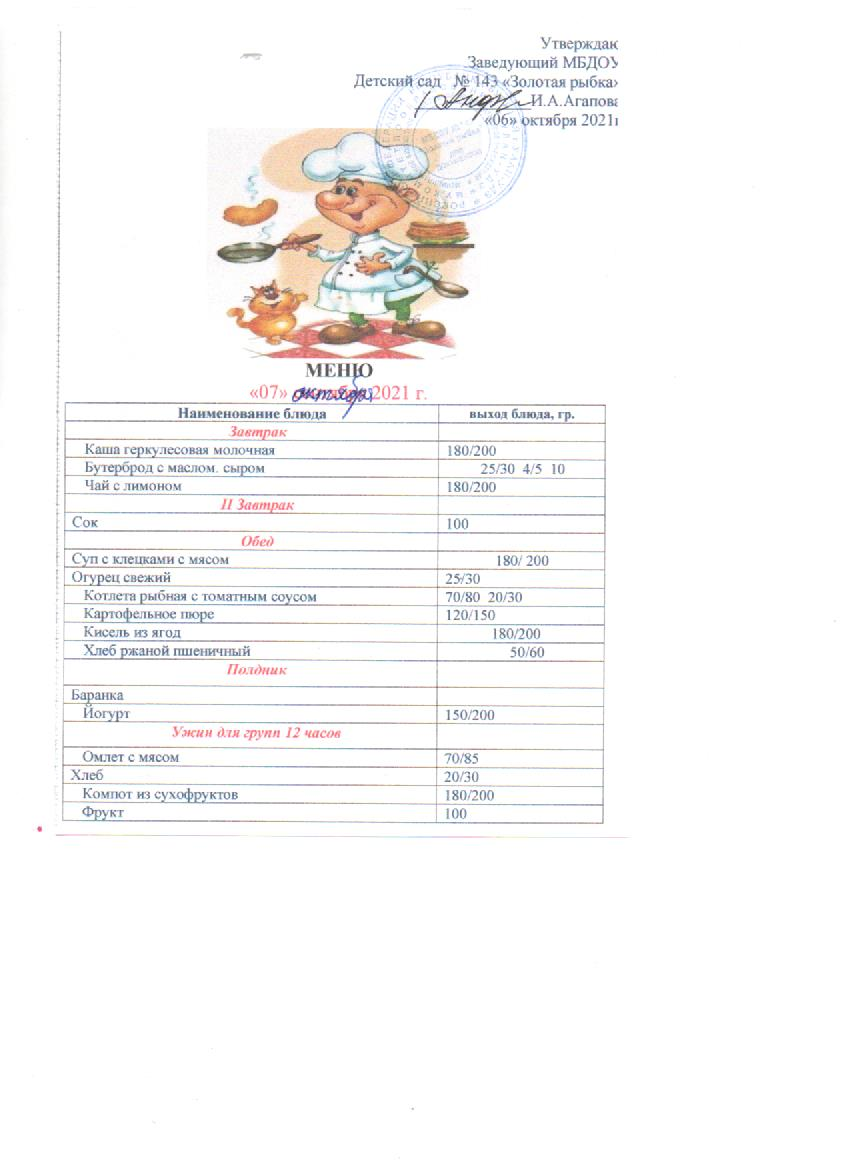 Утверждаю
Заведующий МБДОУ
Детский сад № 143 «Золотая рыбка»
И.А.Агапова
«06» октября 2021г
МЕНЮ
«07» октября 2021 г.
Наименование блюда выход блюда, гр.
Завтрак
Каша геркулесовая молочная 180/200
Бутерброд с маслом. сыром 25/30 4/5 10
Чай с лимоном 180/200
II Завтрак
Сок 100
Обед
Суп с клецками с мясом 180/ 200
Огурец свежий 25/30
Котлета рыбная с томатным соусом 70/80 20/30
Картофельное пюре 120/150
Кисель из ягод 180/200
Хлеб ржаной пшеничный 50/60
Полдник
Баранка
Йогурт 150/200
Ужин для групп 12 часов
Омлет с мясом 70/85
Хлеб 20/30
Компот из сухофруктов 180/200
Фрукт 100